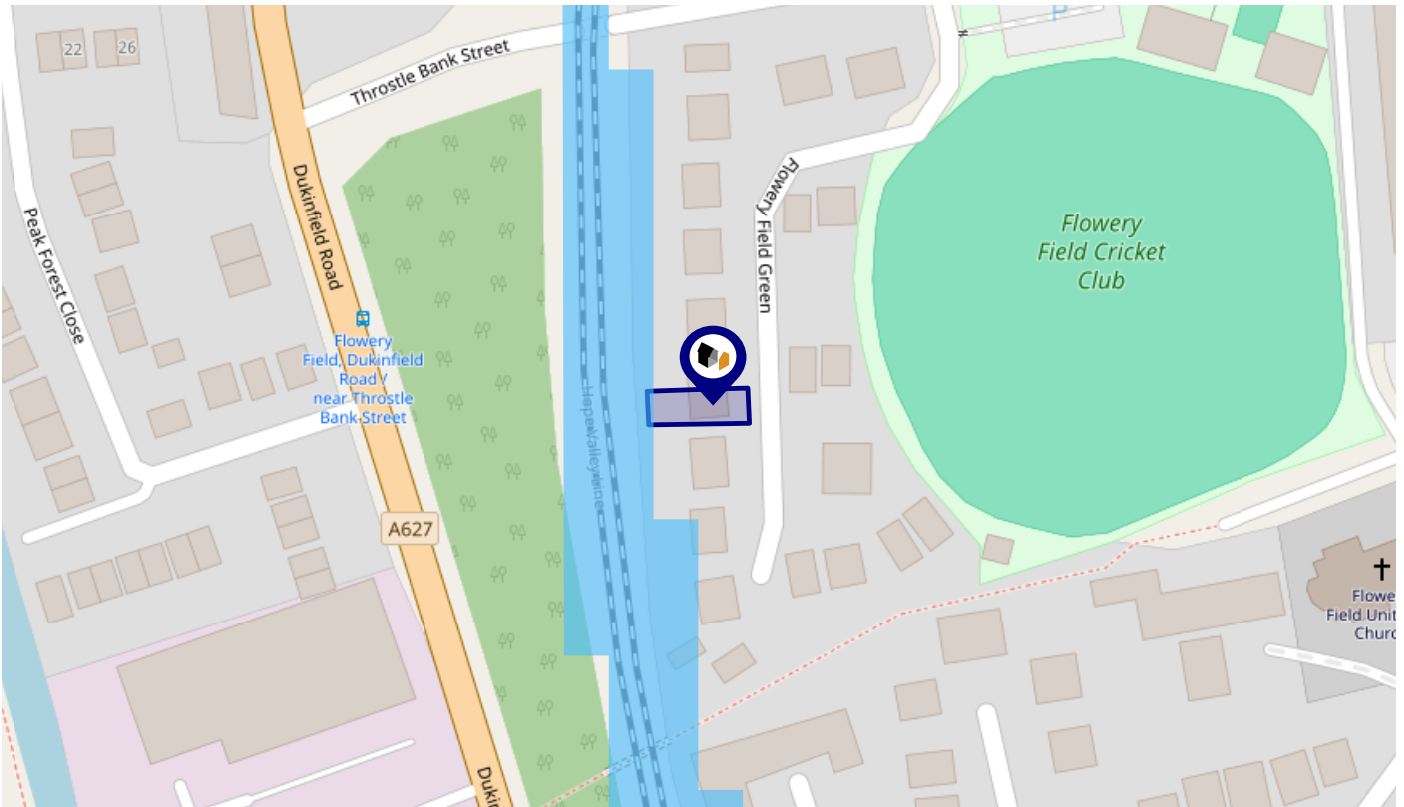 22
26
Throstle Bank Street
P
Dukinfield Road
Peak Forest Close
Flowery Field Green
Flowery
Field Cricket
Club
Flowery
Field, Dukinfield
Road /
near Throstle
Bank Street
Hope Valley Line
A627
Flowe
Field Unit
Churc
Dukin